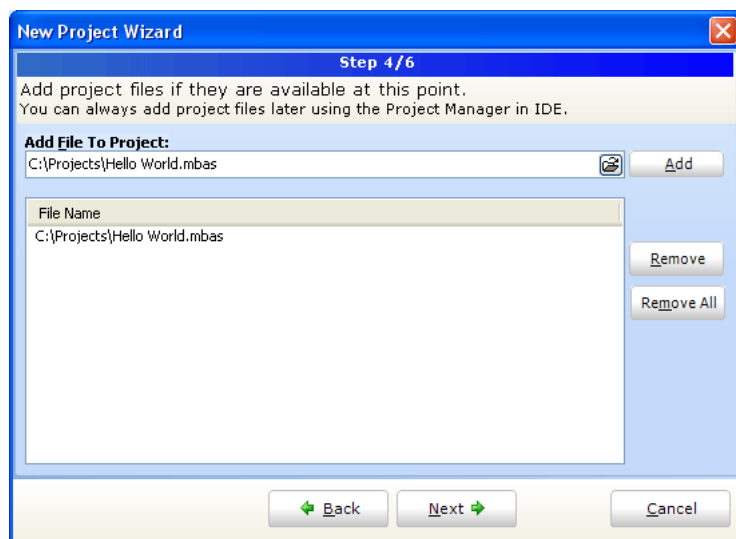 New Project Wizard
Step 4/6
Add project files if they are available at this point.
You can always add project files later using the Project Manager in IDE.
Add File To Project:
C:\Projects\Hello World.mbas
Add
File Name
C:\Projects\Hello World.mbas
Remove
Remove All
Back
Next
Cancel